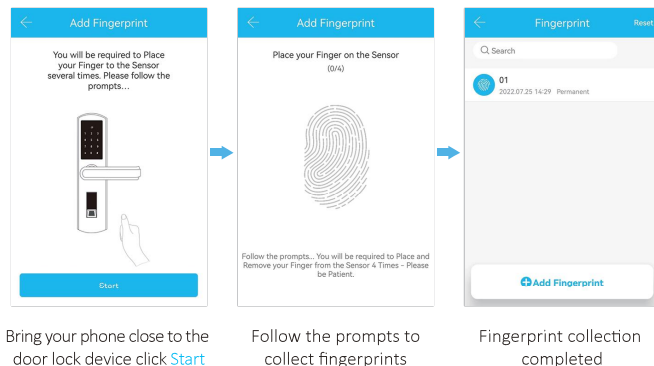 Add Fingerprint
You will be required to Place
your Finger to the Sensor
several times. Please follow the
prompts...
Start
Bring your phone close to the
door lock device click Start
Add Fingerprint
Place your Finger on the Sensor
(0/4)
Follow the prompts... You will be required to Place and
Remove your Finger from the Sensor 4 Times - Please
be Patient.
Follow the prompts to
collect fingerprints
Fingerprint Reset
Search
01
2022.07.25 14:29 Permanent
Add Fingerprint
Fingerprint collection
completed